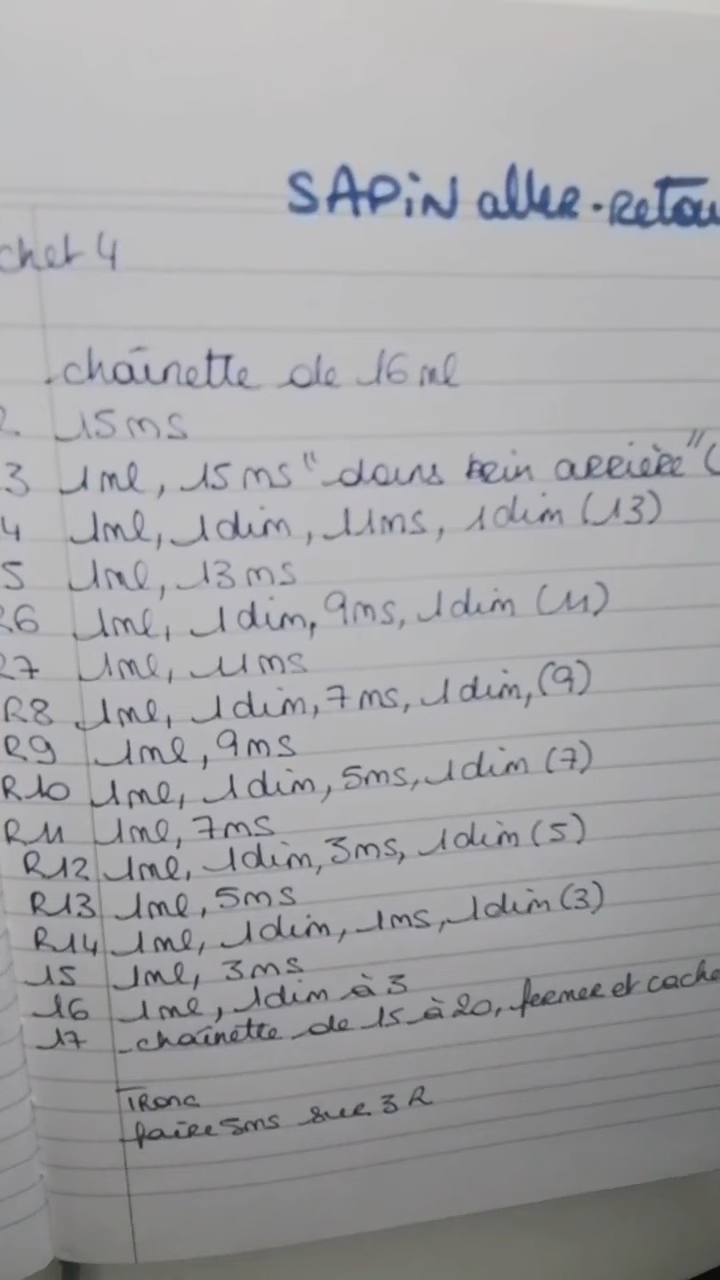 SAPiN aller-Retou
chet 4
chaînette de 16 ml
2 15ms
3 1ml, 15ms "dans brin arrière" (
4 1ml, 1dim, 11ms, 1dim (13)
5 1ml, 13ms
R6 1ml, 1dim, 9ms, 1dim (11)
R7 1ml, 11ms
R8 1ml, 1dim, 7ms, 1dim, (9)
R9 1ml, 9ms
R10 1ml, 1dim, 5ms, 1dim (7)
R11 1ml, 7ms
R12 1ml, 1dim, 3ms, 1dim (5)
R13 1ml, 5ms
R14 1ml, 1dim, 1ms, 1dim (3)
15 1ml, 3ms
16 1ml, 1dim à 3
17 chaînette de 15 à 20, fermer et cache
TRonc
faire 5ms sur 3 R